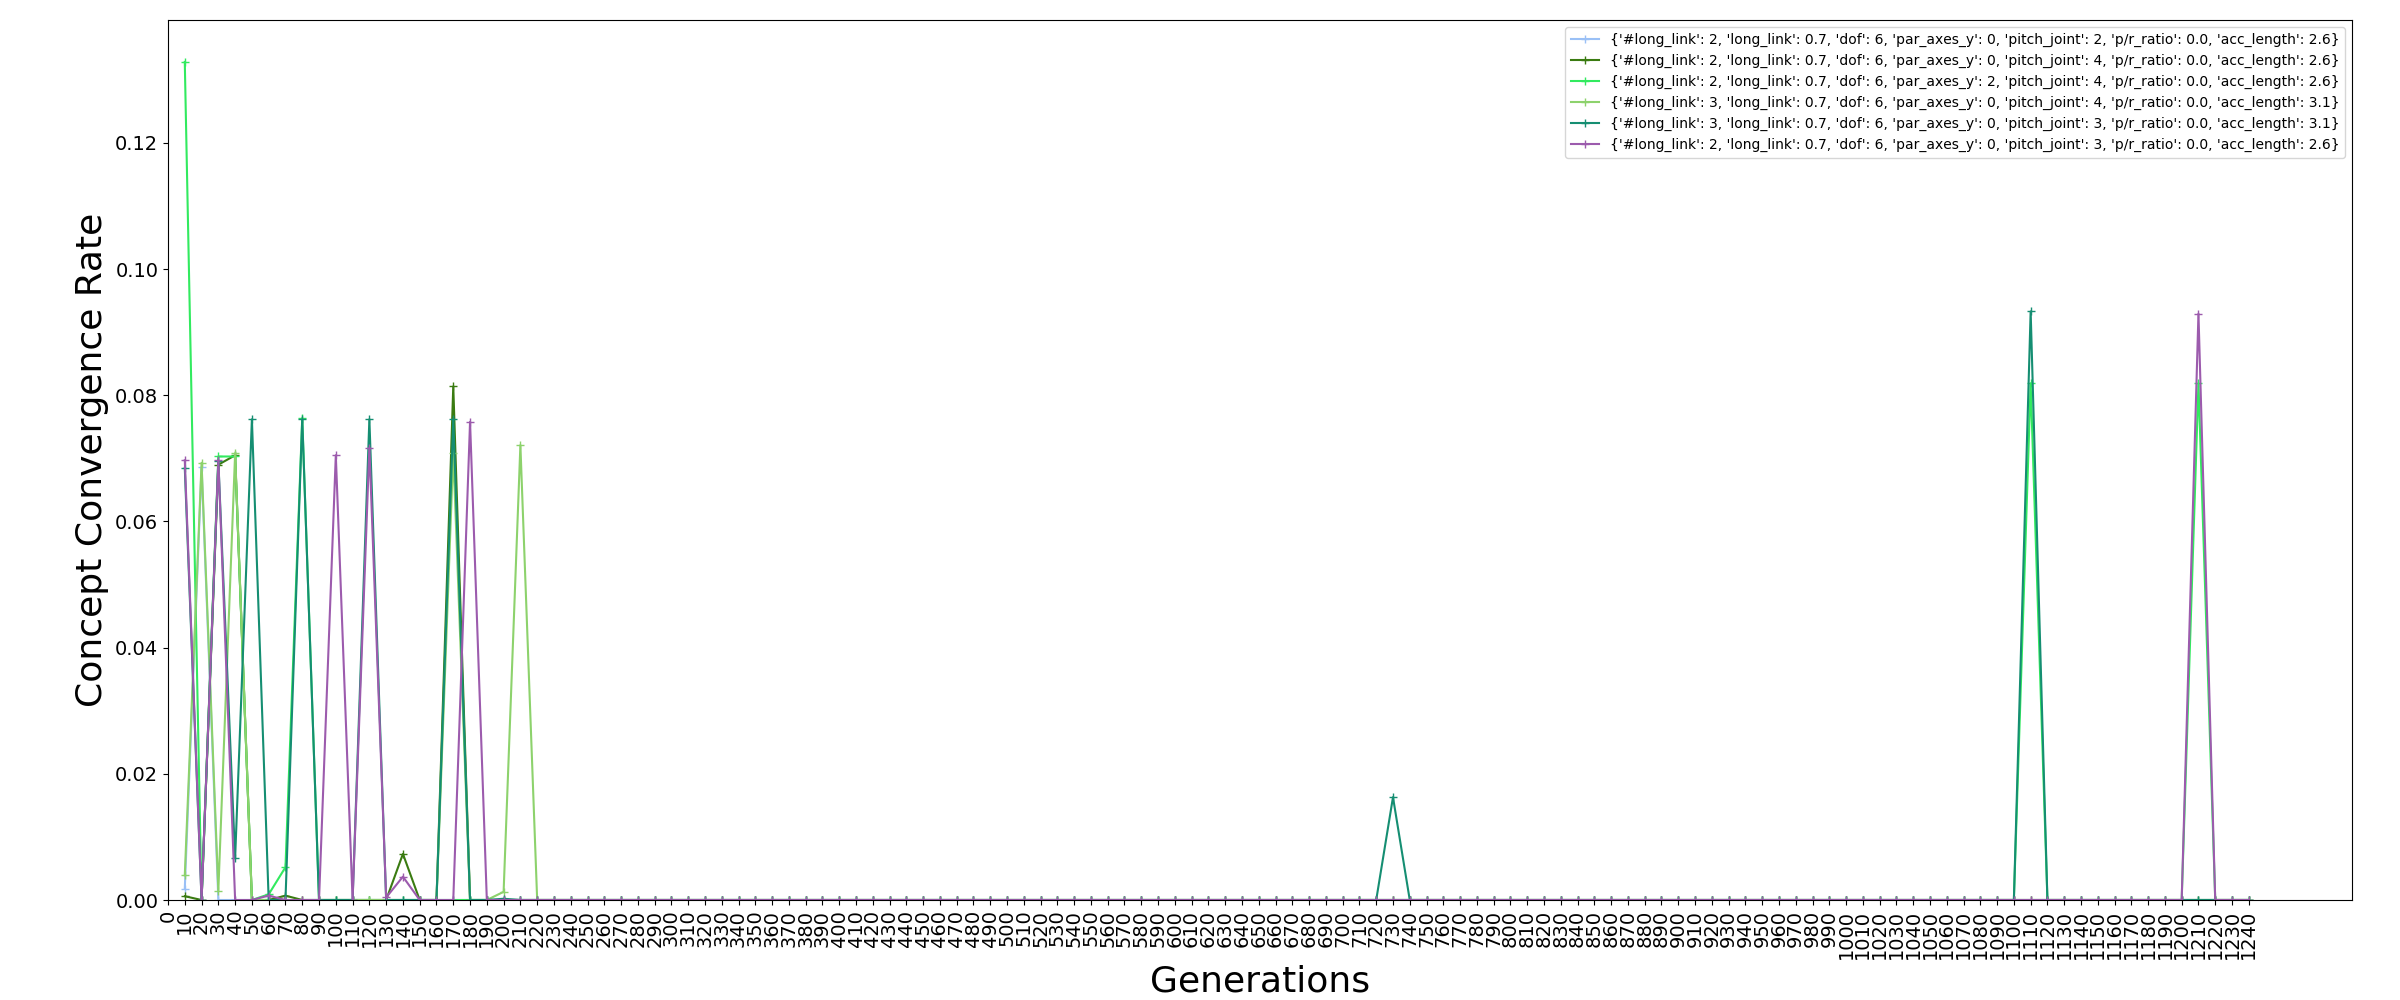 {'#long_link': 2, 'long_link': 0.7, 'dof': 6, 'par_axes_y': 0, 'pitch_joint': 2, 'p/r_ratio': 0.0, 'acc_length': 2.6}
{'#long_link': 2, 'long_link': 0.7, 'dof': 6, 'par_axes_y': 0, 'pitch_joint': 4, 'p/r_ratio': 0.0, 'acc_length': 2.6}
{'#long_link': 2, 'long_link': 0.7, 'dof': 6, 'par_axes_y': 2, 'pitch_joint': 4, 'p/r_ratio': 0.0, 'acc_length': 2.6}
{'#long_link': 3, 'long_link': 0.7, 'dof': 6, 'par_axes_y': 0, 'pitch_joint': 4, 'p/r_ratio': 0.0, 'acc_length': 3.1}
{'#long_link': 3, 'long_link': 0.7, 'dof': 6, 'par_axes_y': 0, 'pitch_joint': 3, 'p/r_ratio': 0.0, 'acc_length': 3.1}
{'#long_link': 2, 'long_link': 0.7, 'dof': 6, 'par_axes_y': 0, 'pitch_joint': 3, 'p/r_ratio': 0.0, 'acc_length': 2.6}
Concept Convergence Rate
0.12
0.10
0.08
0.06
0.04
0.02
0.00
0 10 20 30 40 50 60 70 80 90 100 110 120 130 140 150 160 170 180 190 200 210 220 230 240 250 260 270 280 290 300 310 320 330 340 350 360 370 380 390 400 410 420 430 440 450 460 470 480 490 500 510 520 530 540 550 560 570 580 590 600 610 620 630 640 650 660 670 680 690 700 710 720 730 740 750 760 770 780 790 800 810 820 830 840 850 860 870 880 890 900 910 920 930 940 950 960 970 980 990 1000 1010 1020 1030 1040 1050 1060 1070 1080 1090 1100 1110 1120 1130 1140 1150 1160 1170 1180 1190 1200 1210 1220 1230 1240
Generations